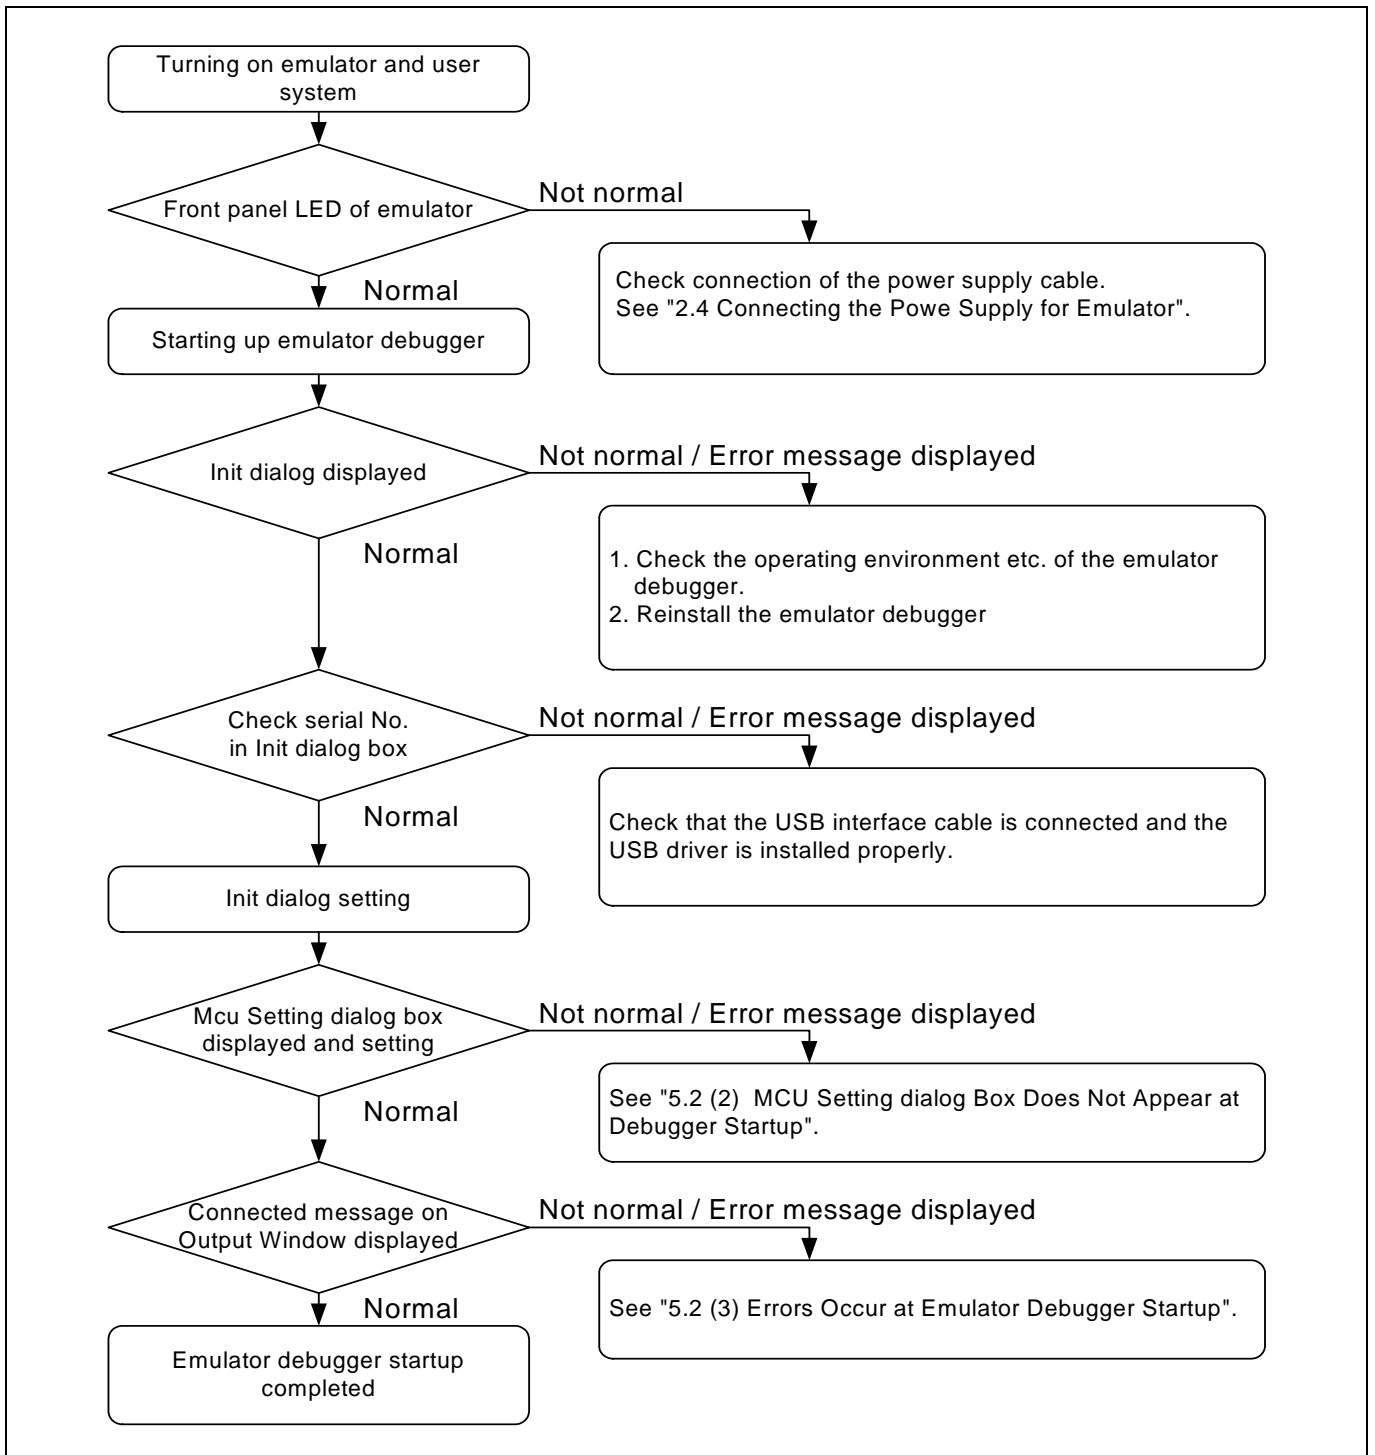 Turning on emulator and user
system
Front panel LED of emulator
Not normal
Check connection of the power supply cable.
See "2.4 Connecting the Powe Supply for Emulator".
Normal
Starting up emulator debugger
Init dialog displayed
Not normal / Error message displayed
1. Check the operating environment etc. of the emulator
debugger.
2. Reinstall the emulator debugger
Normal
Check serial No.
in Init dialog box
Not normal / Error message displayed
Check that the USB interface cable is connected and the
USB driver is installed properly.
Normal
Init dialog setting
Mcu Setting dialog box
displayed and setting
Not normal / Error message displayed
See "5.2 (2)  MCU Setting dialog Box Does Not Appear at
Debugger Startup".
Normal
Connected message on
Output Window displayed
Not normal / Error message displayed
See "5.2 (3) Errors Occur at Emulator Debugger Startup".
Normal
Emulator debugger startup
completed